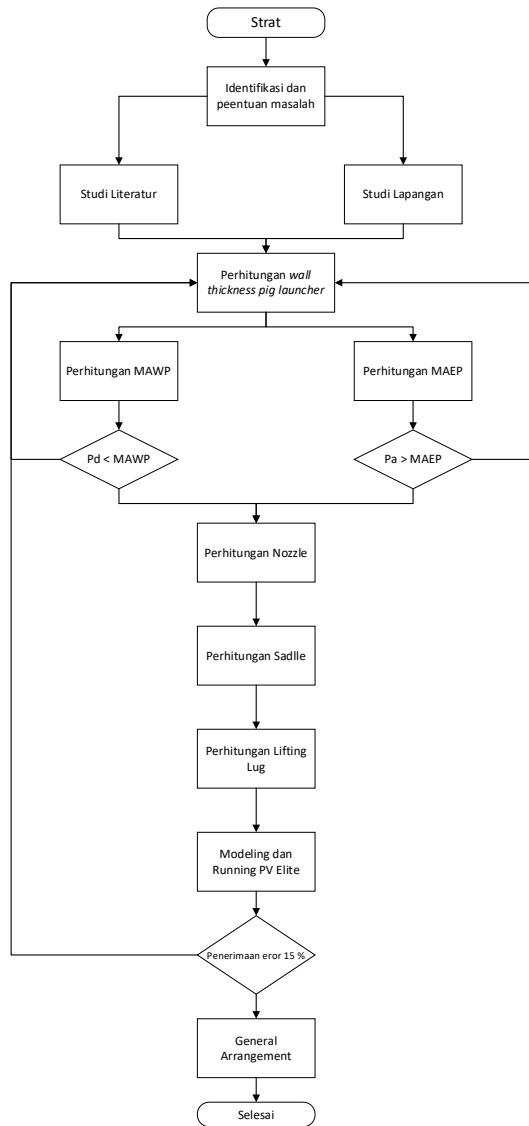 Strat
Identifikasi dan
peentuan masalah
Studi Literatur
Studi Lapangan
Perhitungan wall
thickness pig launcher
Perhitungan MAWP
Perhitungan MAEP
Pd < MAWP
Pa > MAEP
Perhitungan Nozzle
Perhitungan Sadlle
Perhitungan Lifting
Lug
Modeling dan
Running PV Elite
Penerimaan eror 15 %
General
Arrangement
Selesai